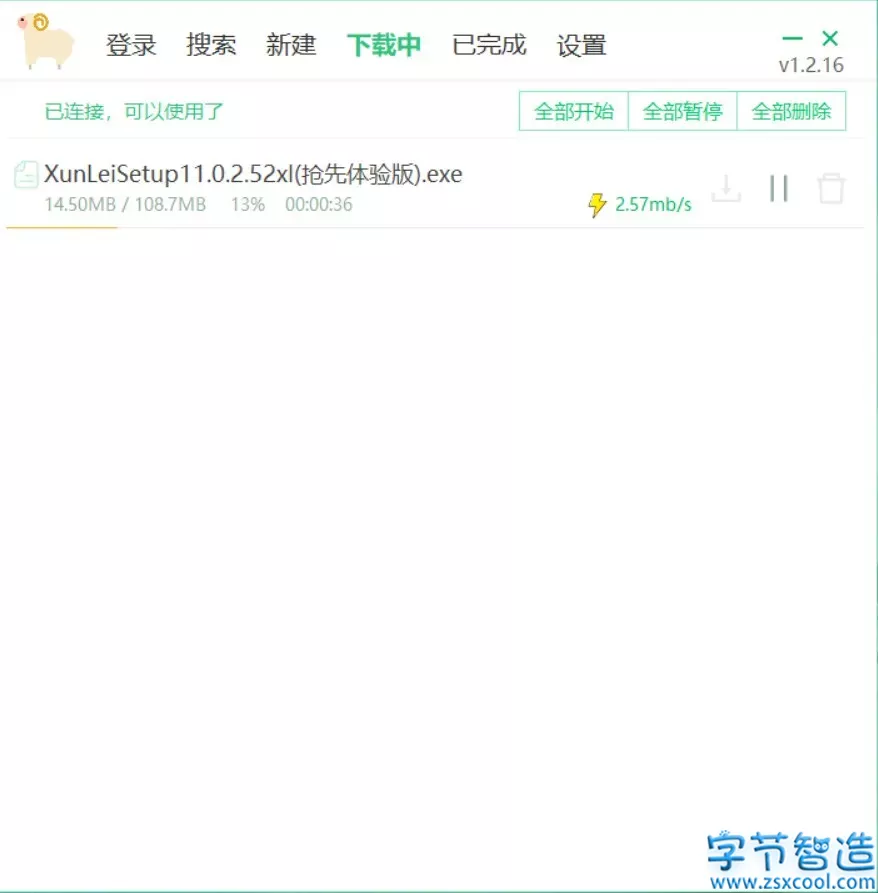 登录 搜索 新建 下载中 已完成 设置
v1.2.16
已连接，可以使用了 全部开始 全部暂停 全部删除
XunLeiSetup11.0.2.52xl(抢先体验版).exe
14.50MB / 108.7MB 13% 00:00:36 2.57mb/s
字节智造
www.zsxcool.com